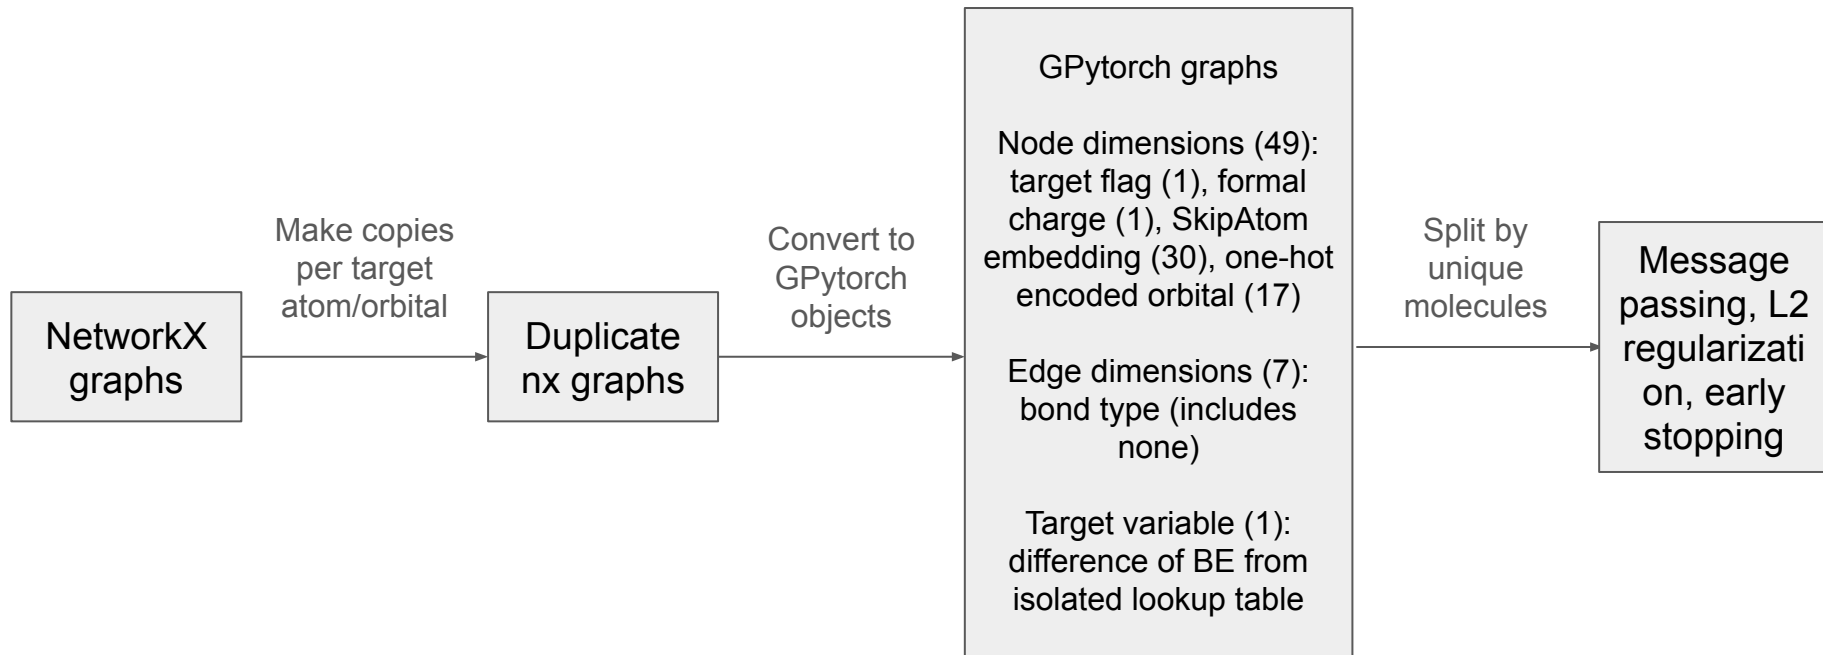 NetworkX
graphs
Make copies
per target
atom/orbital
Duplicate
nx graphs
Convert to
GPytorch
objects
GPytorch graphs
Node dimensions (49):
target flag (1), formal
charge (1), SkipAtom
embedding (30), one-hot
encoded orbital (17)
Edge dimensions (7):
bond type (includes
none)
Target variable (1):
difference of BE from
isolated lookup table
Split by
unique
molecules
Message
passing, L2
regularizati
on, early
stopping